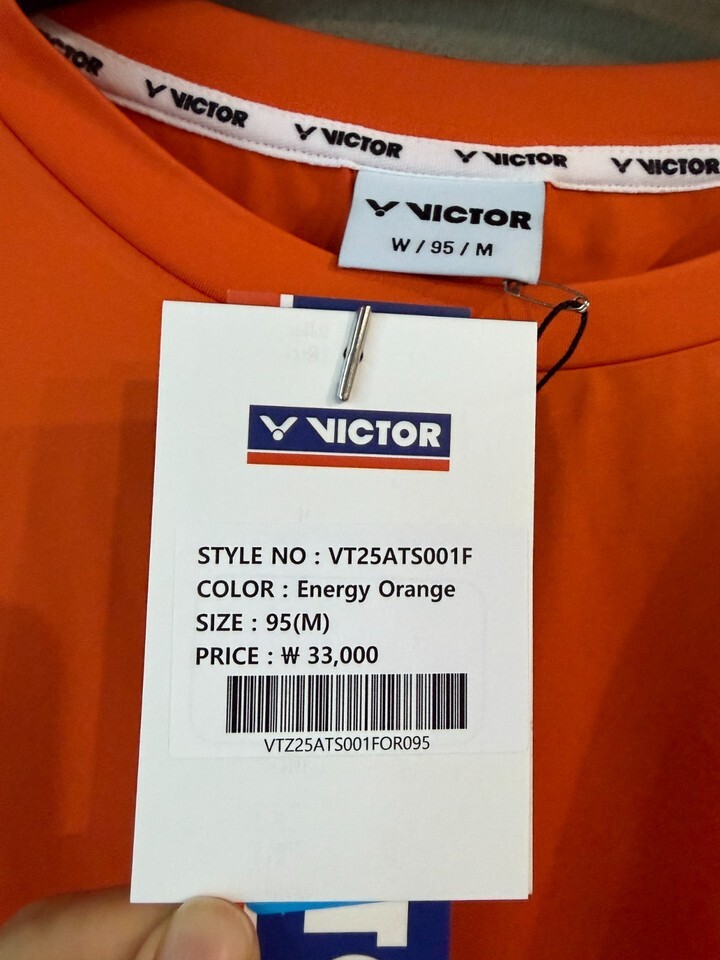 VICTOR
VICTOR
VICTOR
VICTOR
VICTOR
W / 95 / M
VICTOR
STYLE NO : VT25ATS001F
COLOR : Energy Orange
SIZE : 95(M)
PRICE : ₩ 33,000
VTZ25ATS001FOR095